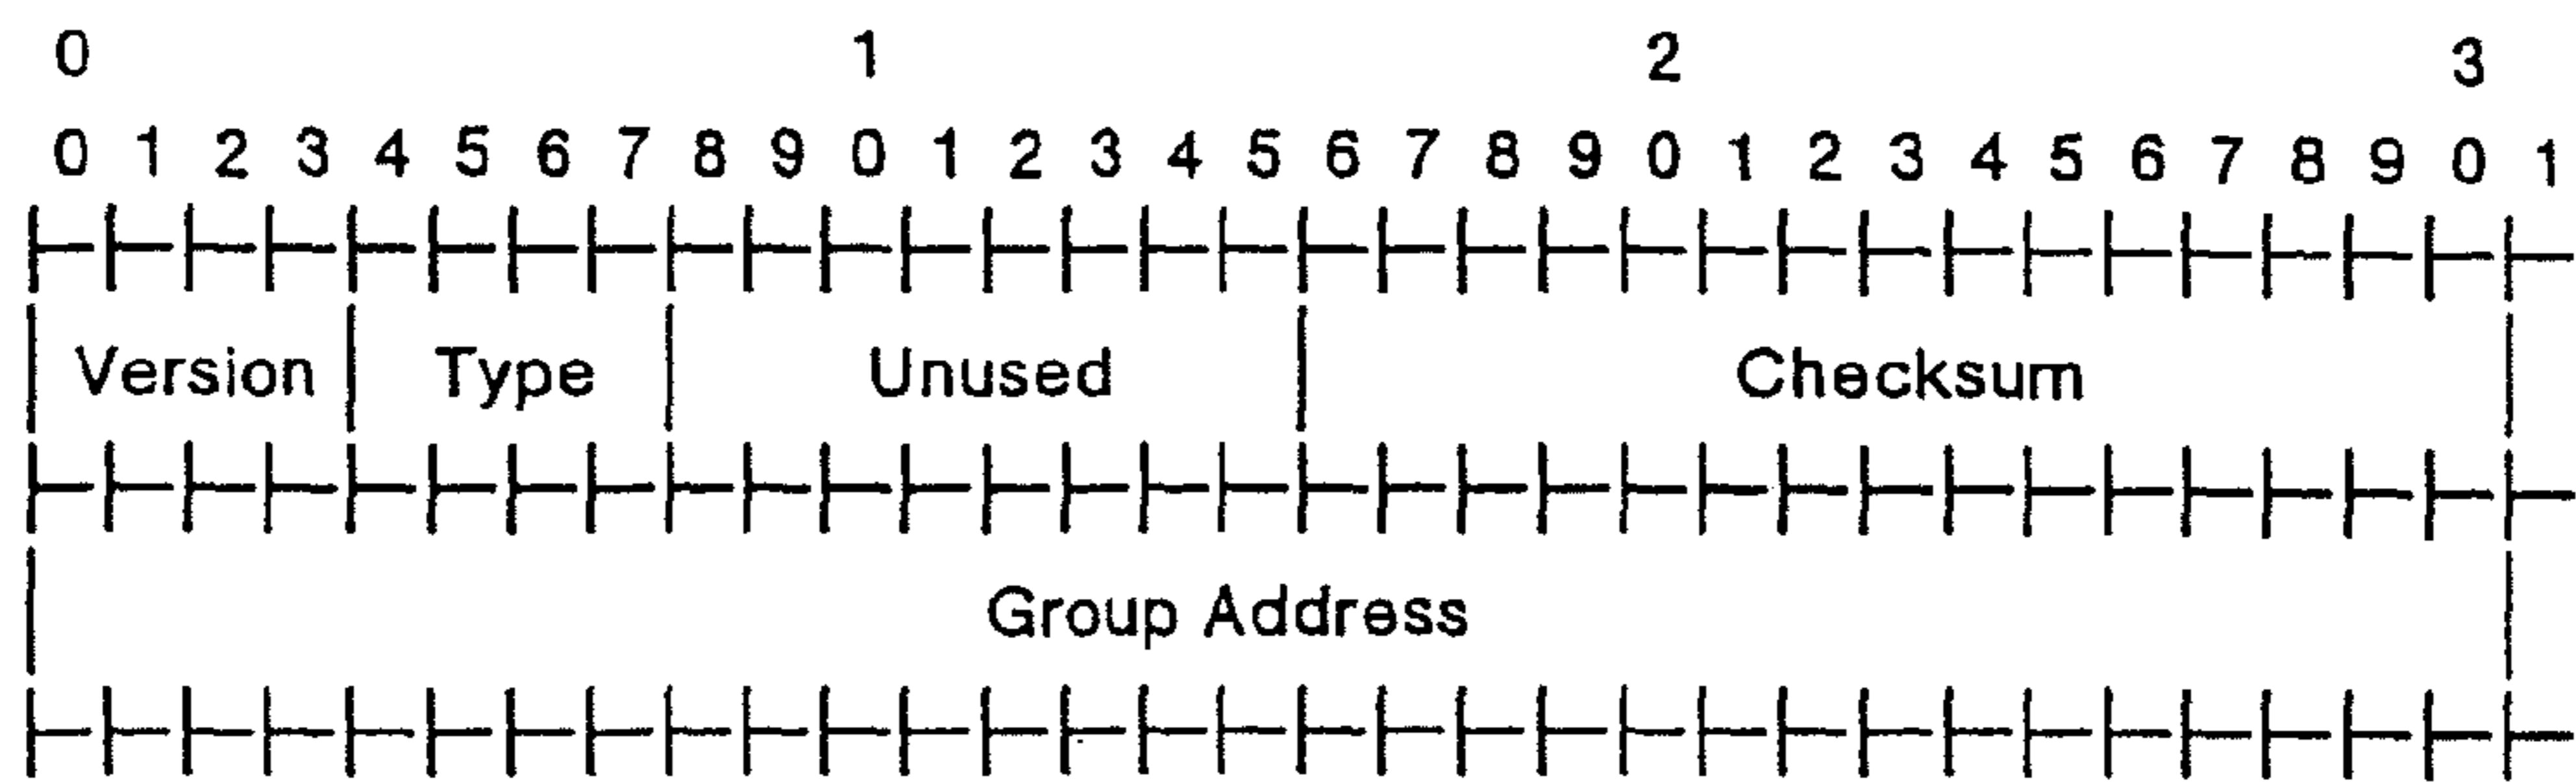 0 1 2 3
0 1 2 3 4 5 6 7 8 9 0 1 2 3 4 5 6 7 8 9 0 1 2 3 4 5 6 7 8 9 0 1
Version Type Unused Checksum
Group Address